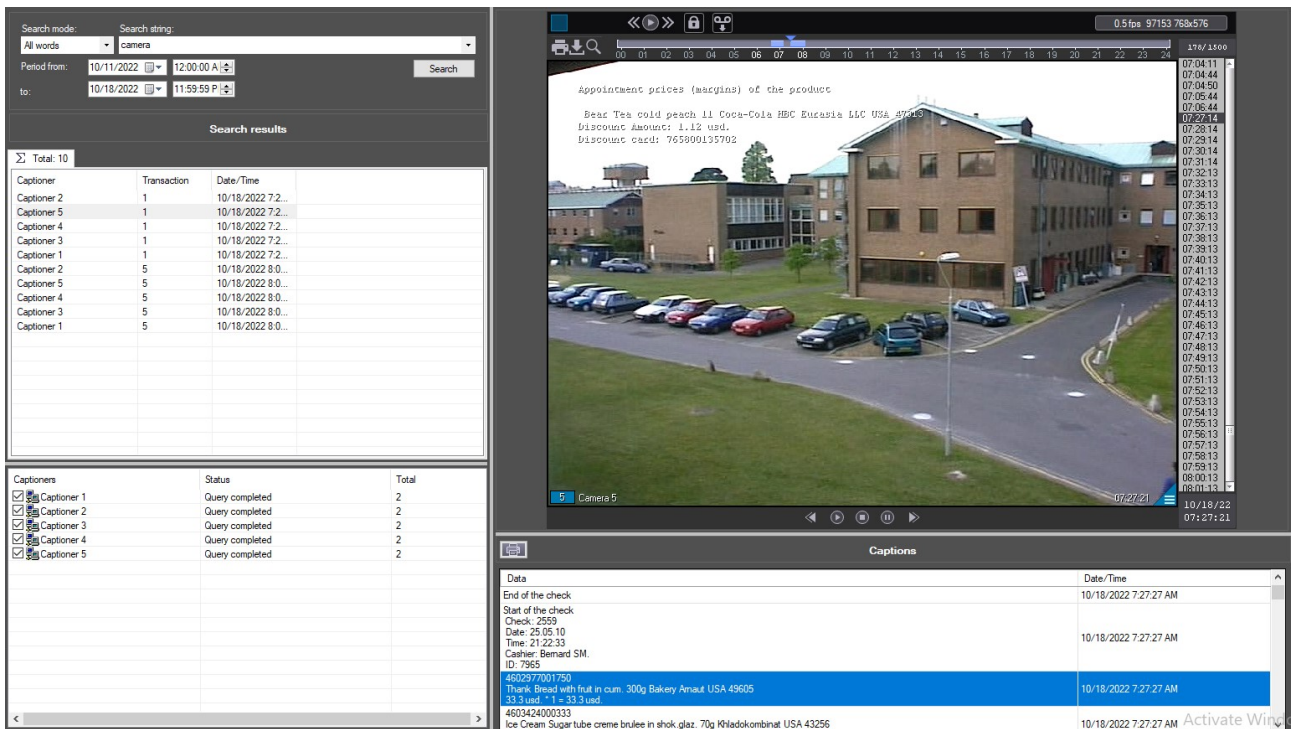 Search mode: Search string:
All words camera
Period from: 10/11/2022 12:00:00 A
Search
to: 10/18/2022 11:59:59 P
Search results
Σ Total: 10
Captioner Transaction Date/Time
Captioner 2 1 10/18/2022 7:2...
Captioner 5 1 10/18/2022 7:2...
Captioner 4 1 10/18/2022 7:2...
Captioner 3 1 10/18/2022 7:2...
Captioner 1 1 10/18/2022 7:2...
Captioner 2 5 10/18/2022 8:0...
Captioner 5 5 10/18/2022 8:0...
Captioner 4 5 10/18/2022 8:0...
Captioner 3 5 10/18/2022 8:0...
Captioner 1 5 10/18/2022 8:0...
Captioners Status Total
Captioner 1 Query completed 2
Captioner 2 Query completed 2
Captioner 3 Query completed 2
Captioner 4 Query completed 2
Captioner 5 Query completed 2
0.5 fps 97153 768x576
00 01 02 03 04 05 06 07 08 09 10 11 12 13 14 15 16 17 18 19 20 21 22 23 24
178/1500
Appointment prices (margins) of the product
Bear Tea cold peach 1l Coca-Cola HBC Eurasia LLC USA 47313
Discount Amount: 1.12 usd.
Discount card: 765800135702
07:04:11
07:04:44
07:04:50
07:05:44
07:06:44
07:27:14
07:28:14
07:29:14
07:30:14
07:31:14
07:32:13
07:33:13
07:34:13
07:35:13
07:36:13
07:37:13
07:38:13
07:39:13
07:40:13
07:41:13
07:42:13
07:43:13
07:44:13
07:45:13
07:46:13
07:47:13
07:48:13
07:49:13
07:50:13
07:51:13
07:52:13
07:53:13
07:54:13
07:55:13
07:56:13
07:57:13
07:58:13
07:59:13
08:00:13
08:01:13
5 Camera 5 07:27:21
10/18/22
07:27:21
Captions
Data Date/Time
End of the check 10/18/2022 7:27:27 AM
Start of the check
Check: 2559
Date: 25.05.10
Time: 21:22:33
Cashier: Bernard SM.
ID: 7965
10/18/2022 7:27:27 AM
4602977001750
Thank Bread with fruit in cum. 300g Bakery Arnaut USA 49605
33.3 usd. * 1 = 33.3 usd.
10/18/2022 7:27:27 AM
4603424000333
Ice Cream Sugar tube creme brulee in shok.glaz. 70g Khladokombinat USA 43256
10/18/2022 7:27:27 AM
Activate Windo